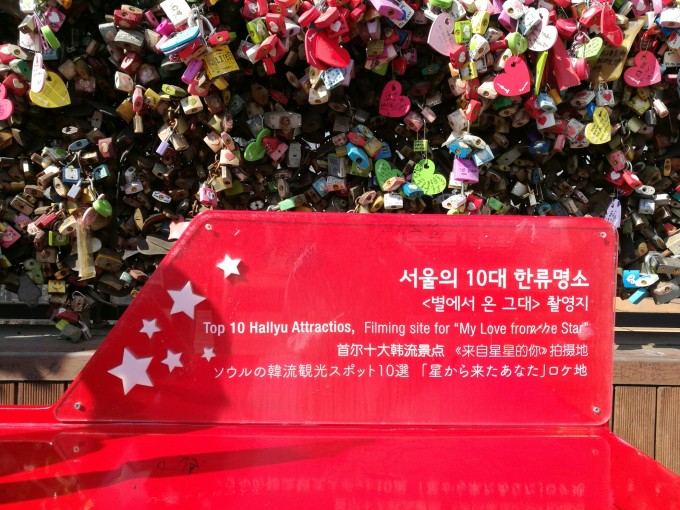 서울의 10대 한류명소
<별에서 온 그대> 촬영지
Top 10 Hallyu Attractios, Filming site for "My Love from the Star"
首尔十大韩流景点 《来自星星的你》拍摄地
ソウルの韓流観光スポット10選 「星から来たあなた」ロケ地